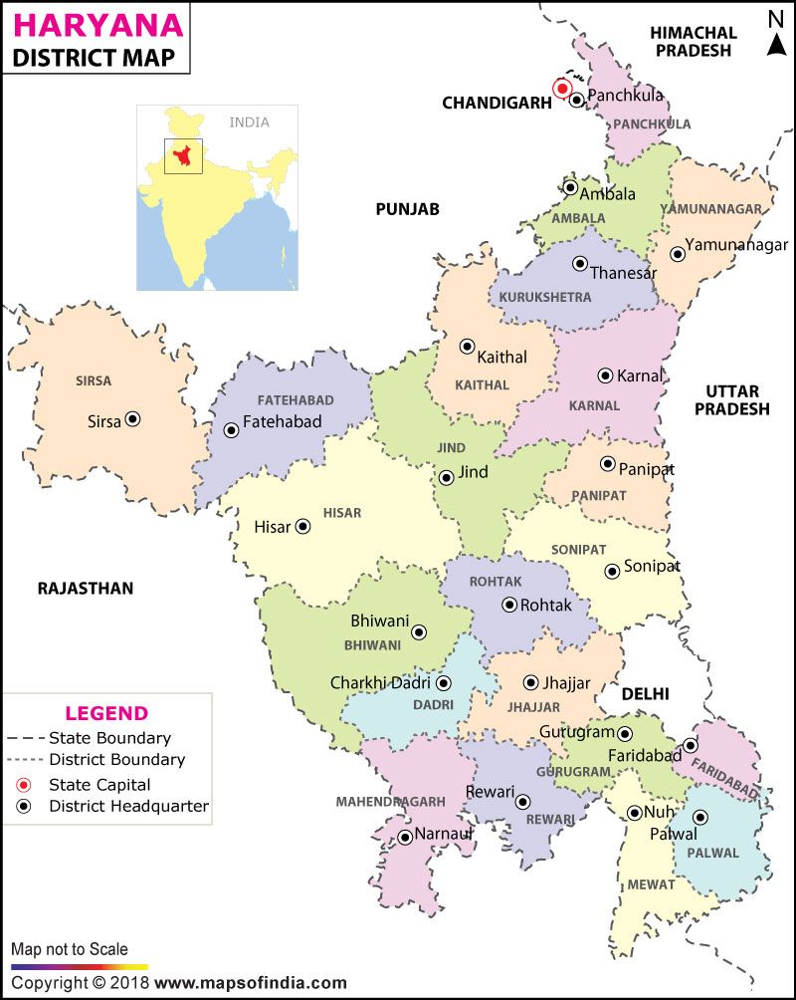 HARYANA
DISTRICT MAP
N
HIMACHAL
PRADESH
CHANDIGARH
Panchkula
PANCHKULA
INDIA
PUNJAB
Ambala
AMBALA
YAMUNANAGAR
Yamunanagar
Thanesar
KURUKSHETRA
Kaithal
KAITHAL
Karnal
KARNAL
UTTAR
PRADESH
SIRSA
Sirsa
FATEHABAD
Fatehabad
JIND
Jind
Panipat
PANIPAT
HISAR
Hisar
SONIPAT
Sonipat
RAJASTHAN
ROHTAK
Rohtak
Bhiwani
BHIWANI
Charkhi Dadri
DADRI
Jhajjar
JHAJJAR
DELHI
Gurugram
GURUGRAM
Faridabad
FARIDABAD
MAHENDRAGARH
Narnaul
Rewari
REWARI
Nuh
MEWAT
Palwal
PALWAL
LEGEND
State Boundary
District Boundary
State Capital
District Headquarter
Map not to Scale
Copyright © 2018 www.mapsofindia.com